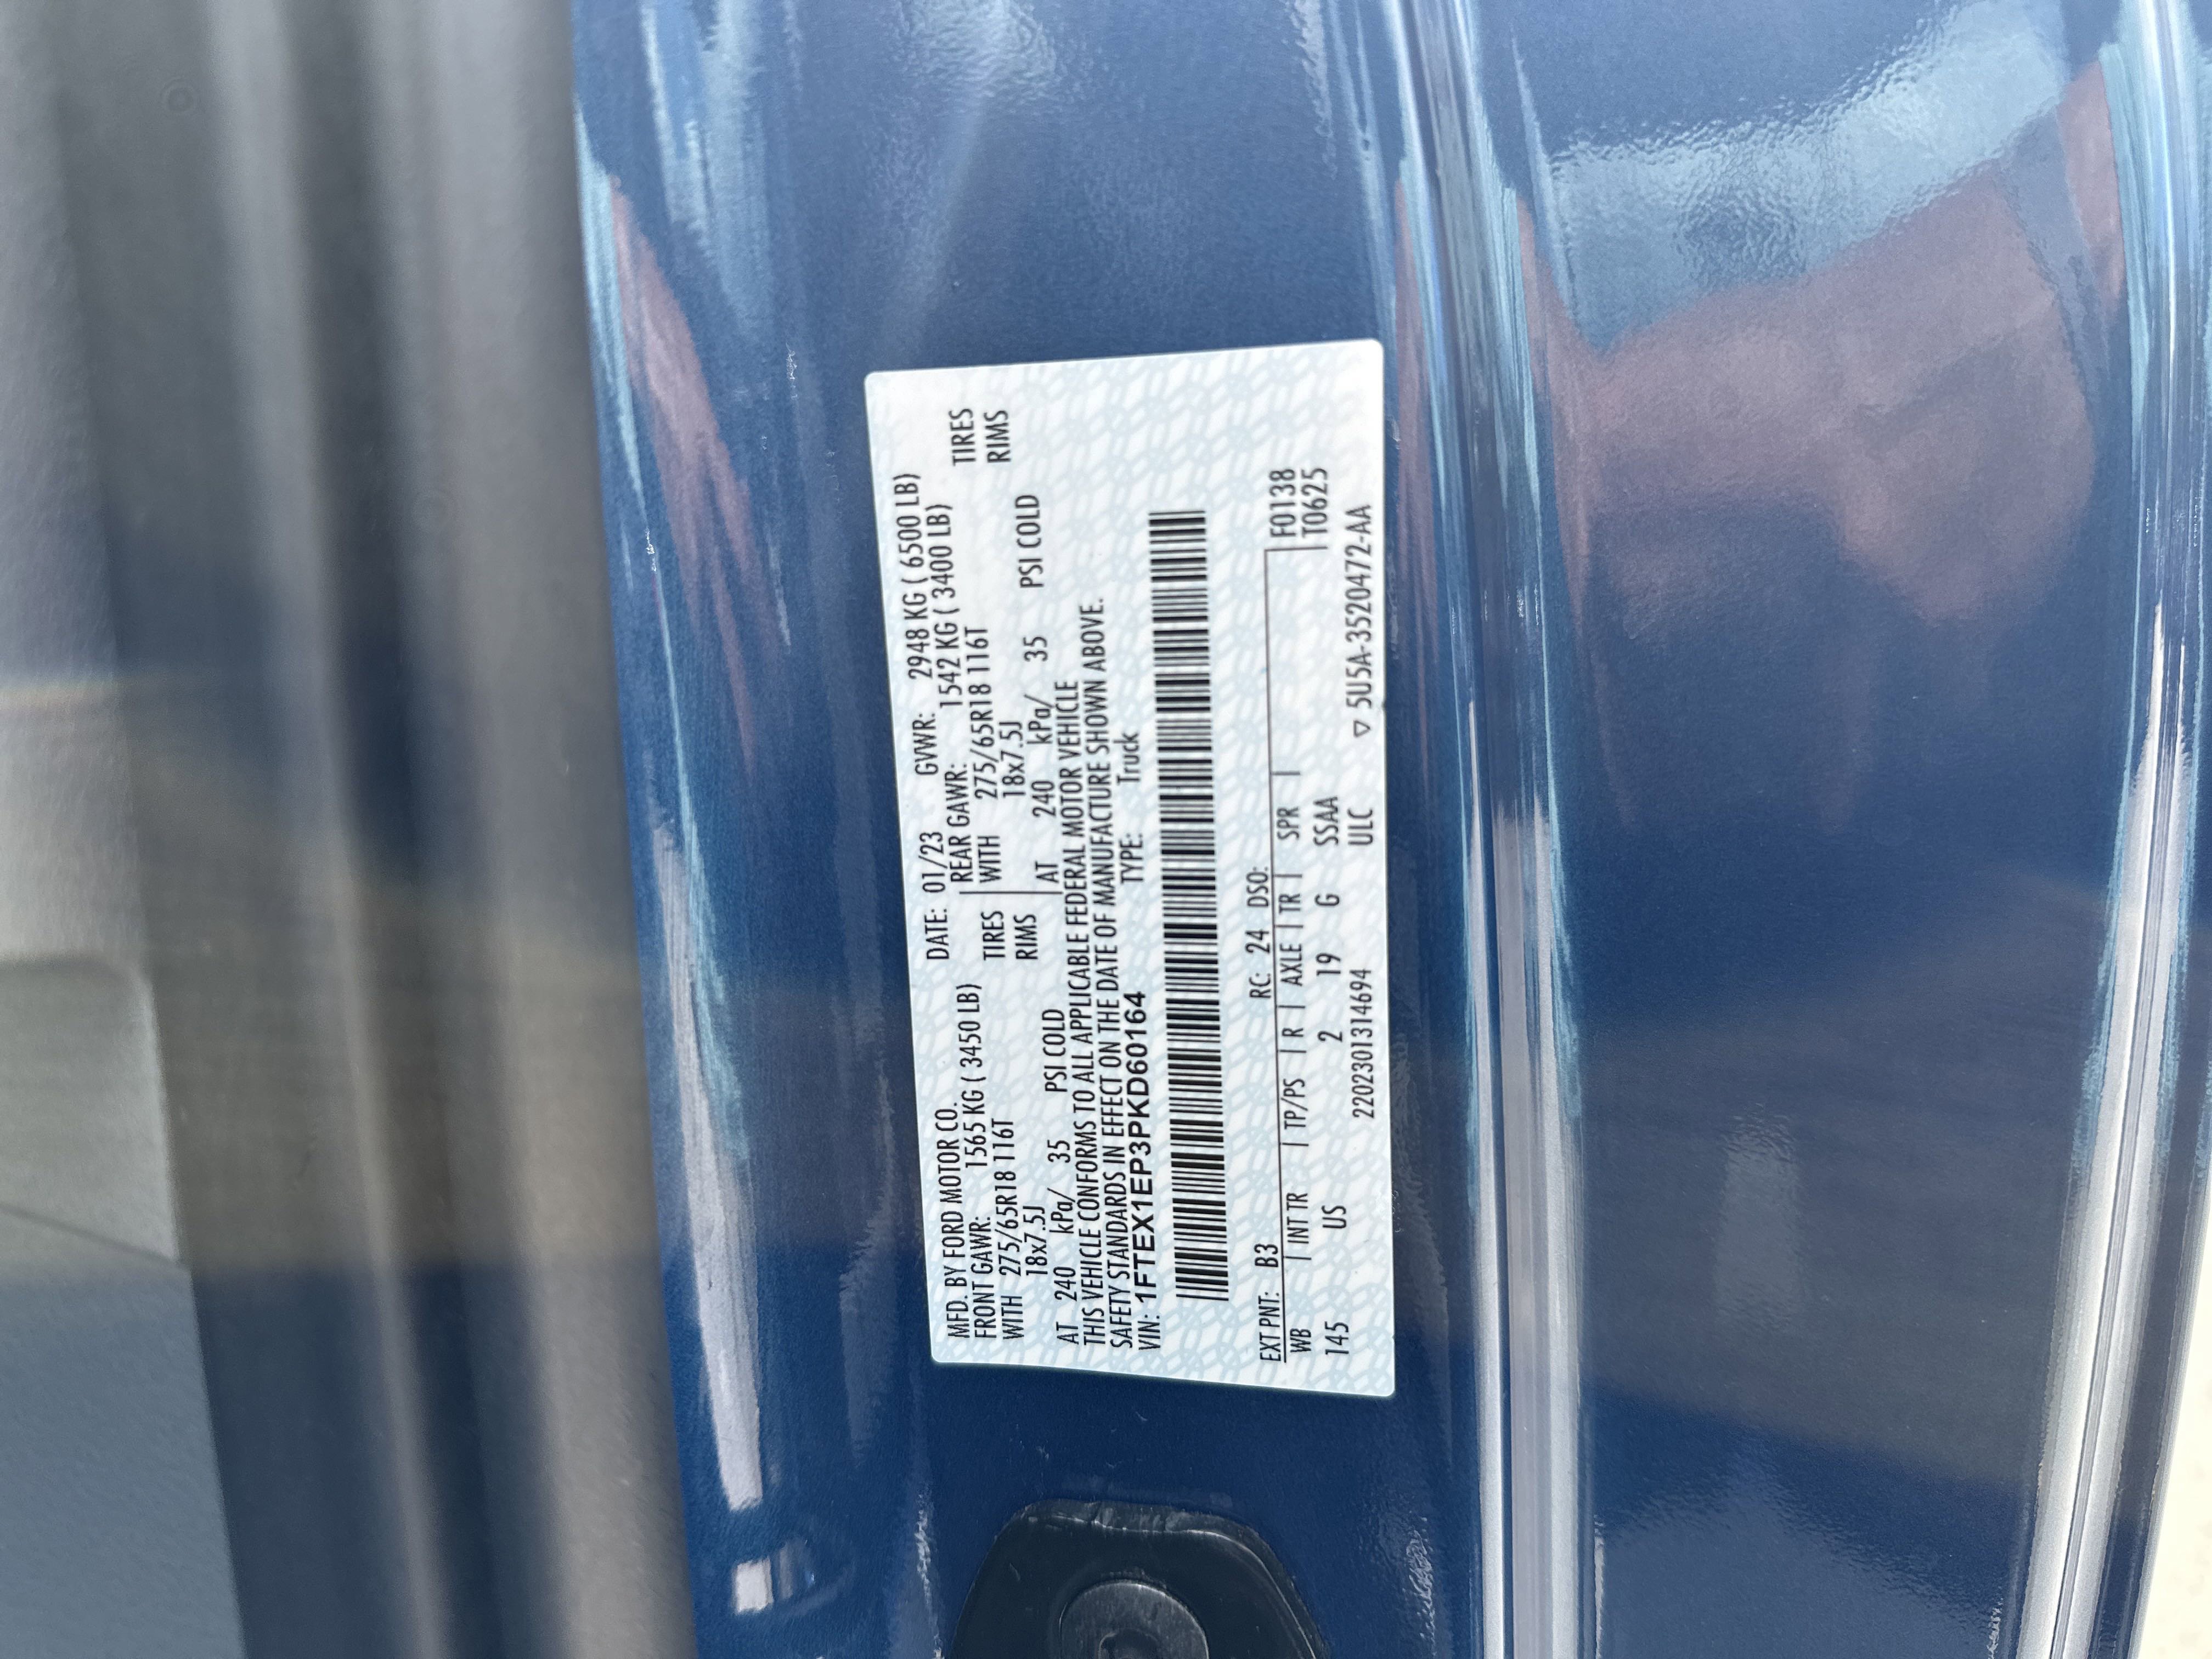 MFD. BY FORD MOTOR CO. DATE: 01/23 GVWR: 2948 KG ( 6500 LB)
FRONT GAWR: 1565 KG ( 3450 LB) REAR GAWR: 1542 KG ( 3400 LB)
WITH 275/65R18 116T TIRES WITH 275/65R18 116T TIRES
18x7.5J RIMS 18x7.5J RIMS
AT 240 kPa/ 35 PSI COLD AT 240 kPa/ 35 PSI COLD
THIS VEHICLE CONFORMS TO ALL APPLICABLE FEDERAL MOTOR VEHICLE
SAFETY STANDARDS IN EFFECT ON THE DATE OF MANUFACTURE SHOWN ABOVE.
VIN: 1FTEX1EP3PKD60164 TYPE: Truck
EXT PNT: B3 RC: 24 DSO: F0138
WB | INT TR | TP/PS | R | AXLE | TR | SPR | T0625
145 US 2 19 G SSAA
2202301314694 ULC ▽ 5U5A-3520472-AA